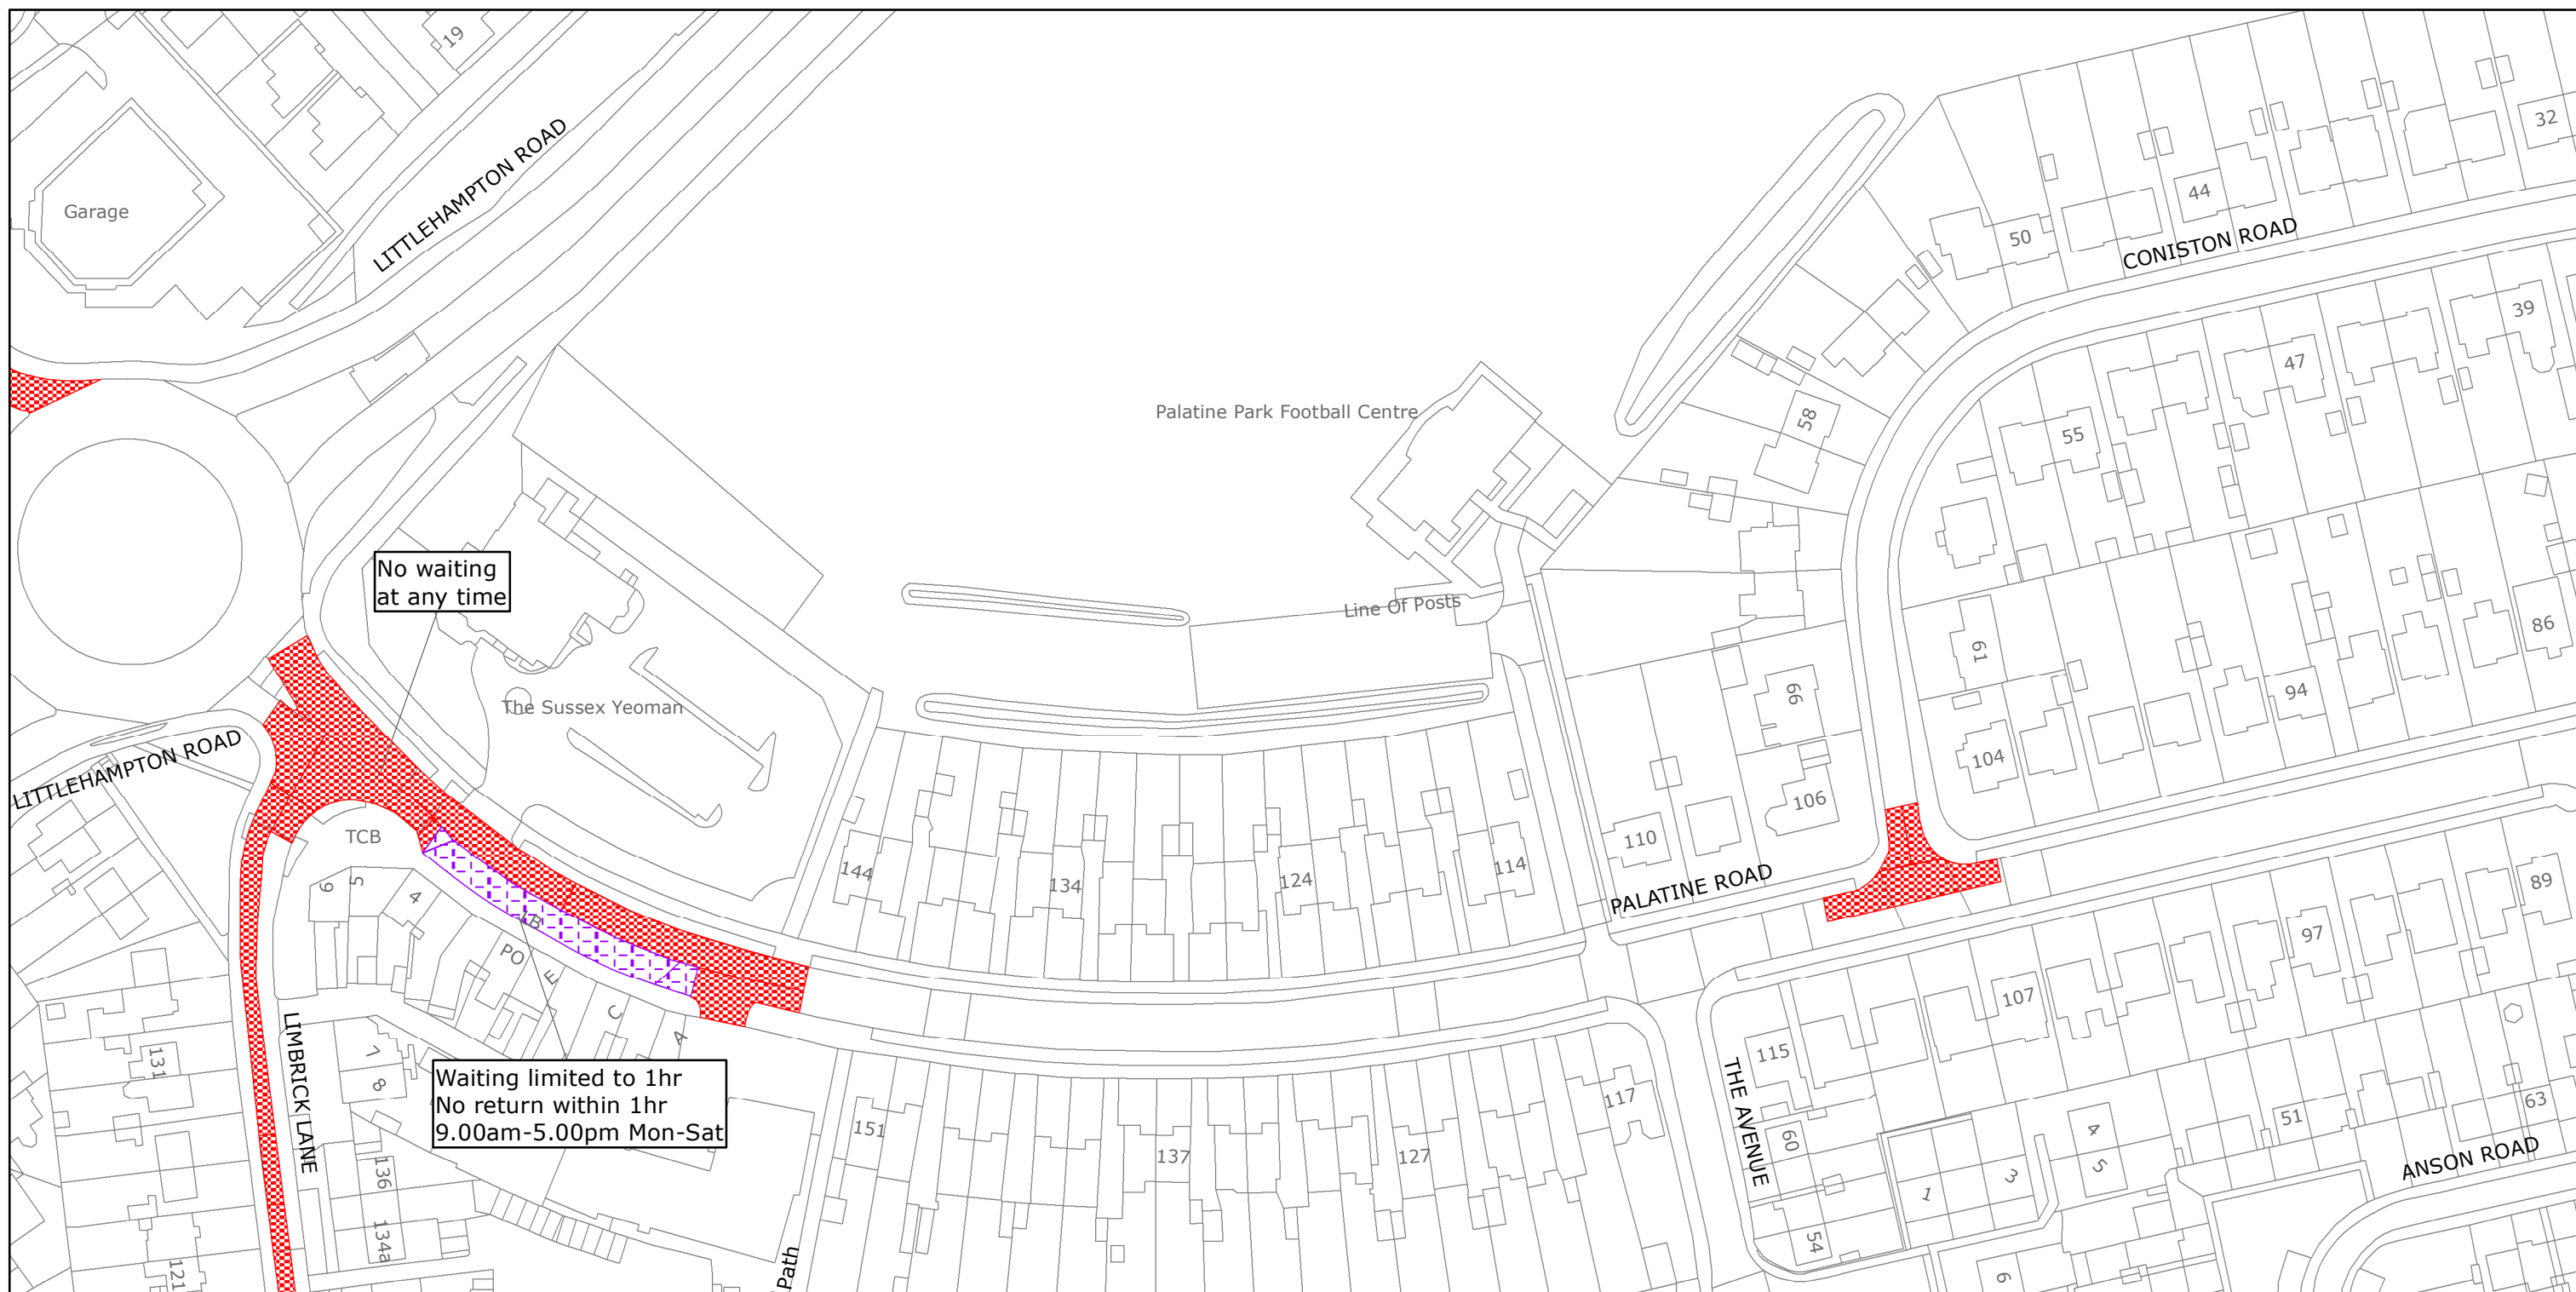 19
LITTLEHAMPTON ROAD
Garage
32
44
50
CONISTON ROAD
39
47
Palatine Park Football Centre
58
55
No waiting
at any time
Line Of Posts
86
61
66
94
The Sussex Yeoman
LITTLEHAMPTON ROAD
104
106
TCB
110
144
134
124
114
PALATINE ROAD
89
6
5
4
LB
PO
E
C
A
97
107
LIMBRICK LANE
131
7
8
Waiting limited to 1hr
No return within 1hr
9.00am-5.00pm Mon-Sat
151
137
127
117
115
THE AVENUE
60
4
5
51
63
136
134a
1
3
ANSON ROAD
54
121
Path
6